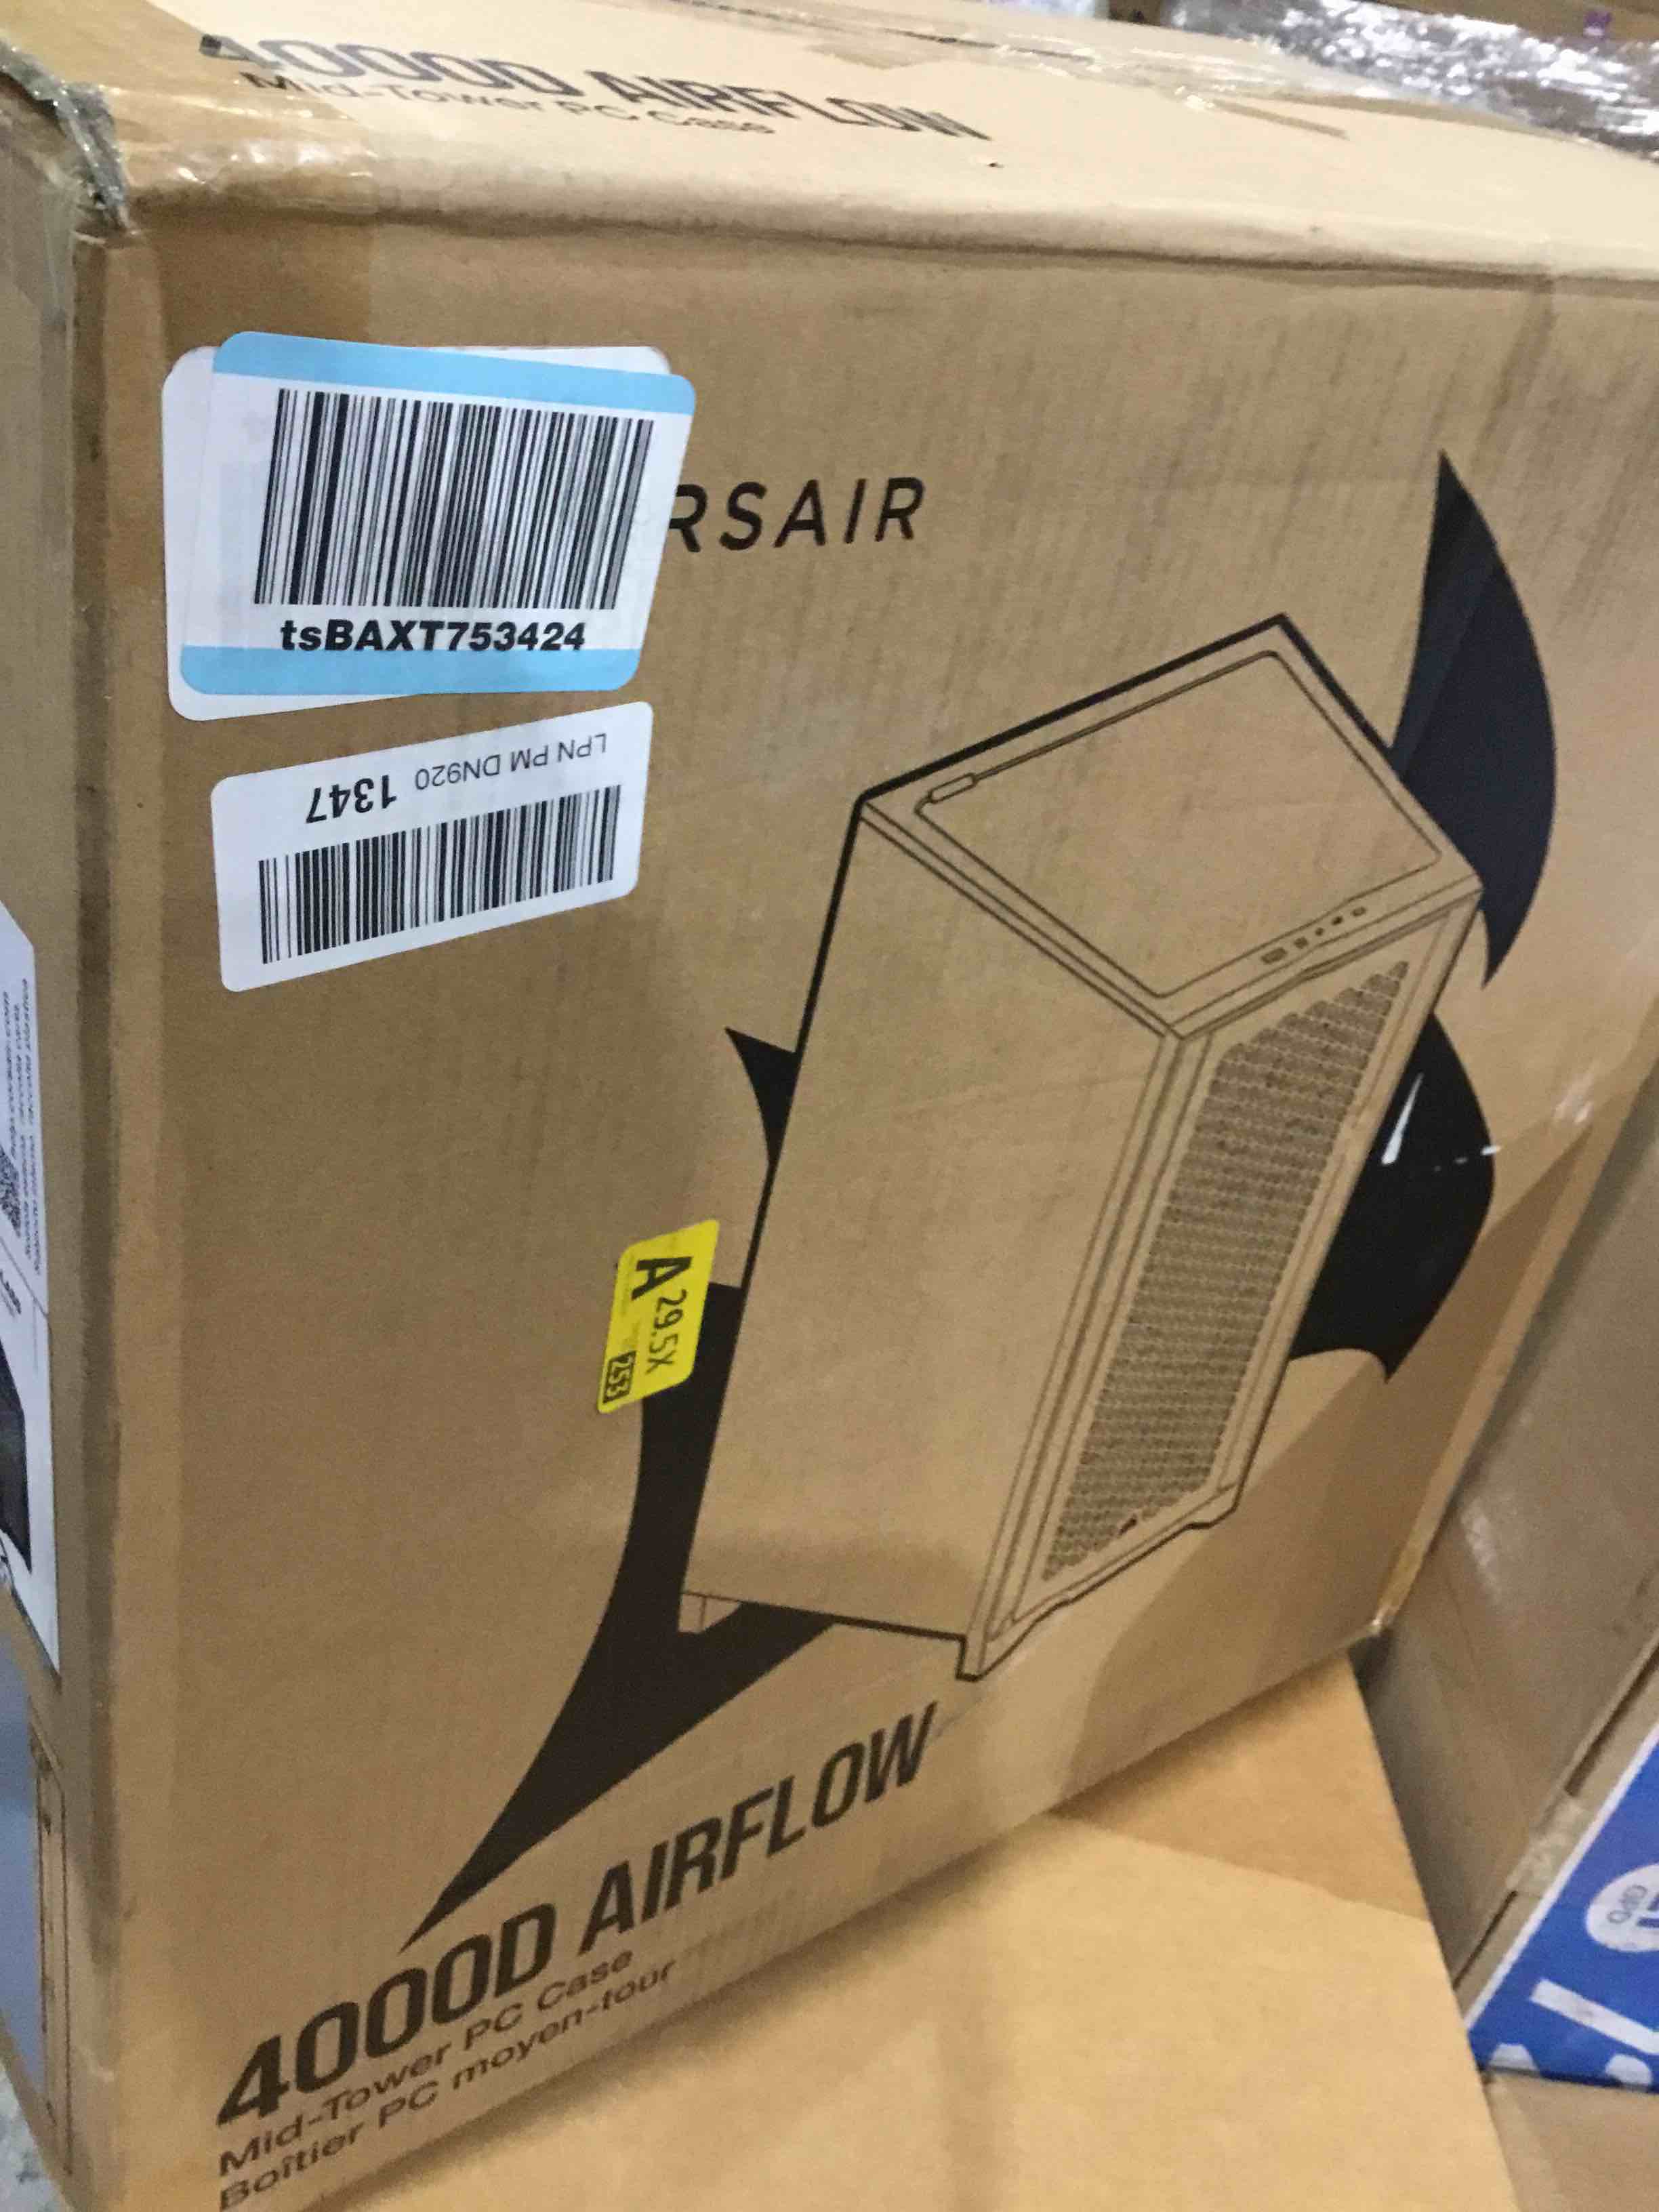 4000D AIRFLOW
Mid-Tower PC Case
RSAIR
tsBAXT753424
LPN PM DN920 1347
A 29.5X
253
4000D AIRFLOW
Mid-Tower PC Case
Boîtier PC moyen-tour